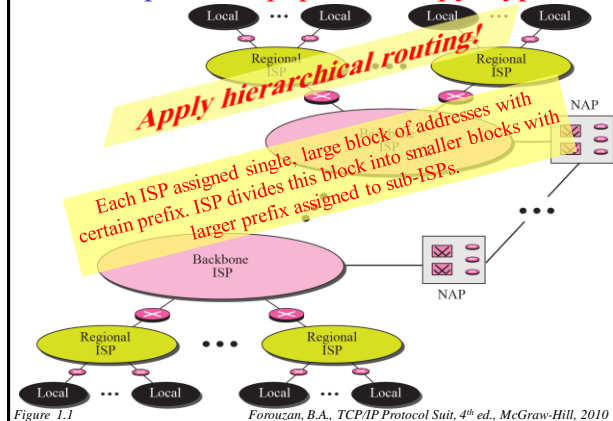 Local ••• Local Local ••• Local
Regional
ISP
Regional
ISP
Apply hierarchical routing!
NAP
ISP
Each ISP assigned single, large block of addresses with
certain prefix. ISP divides this block into smaller blocks with
larger prefix assigned to sub-ISPs.
Backbone
ISP
NAP
Regional
ISP
Regional
ISP
Local ••• Local Local ••• Local
Figure 1.1 Forouzan, B.A., TCP/IP Protocol Suit, 4th ed., McGraw-Hill, 2010